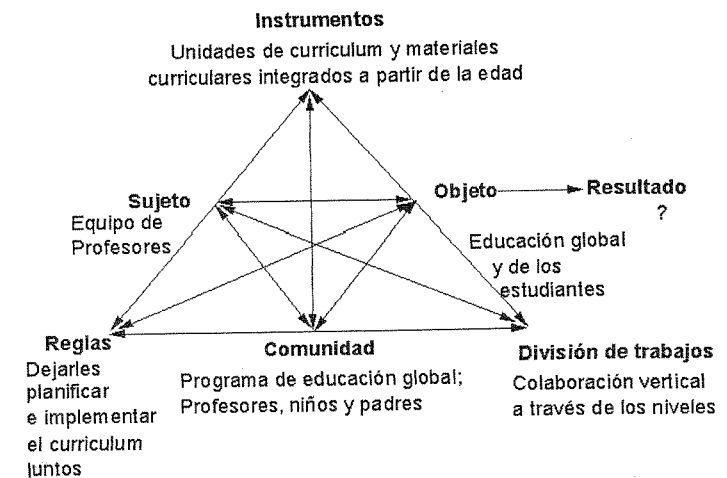 Instrumentos
Unidades de curriculum y materiales
curriculares integrados a partir de la edad
Sujeto
Equipo de
Profesores
Objeto
Resultado
?
Educación global
y de los
estudiantes
Reglas
Dejarles
planificar
e implementar
el curriculum
Juntos
Comunidad
Programa de educación global;
Profesores, niños y padres
División de trabajos
Colaboración vertical
a través de los niveles